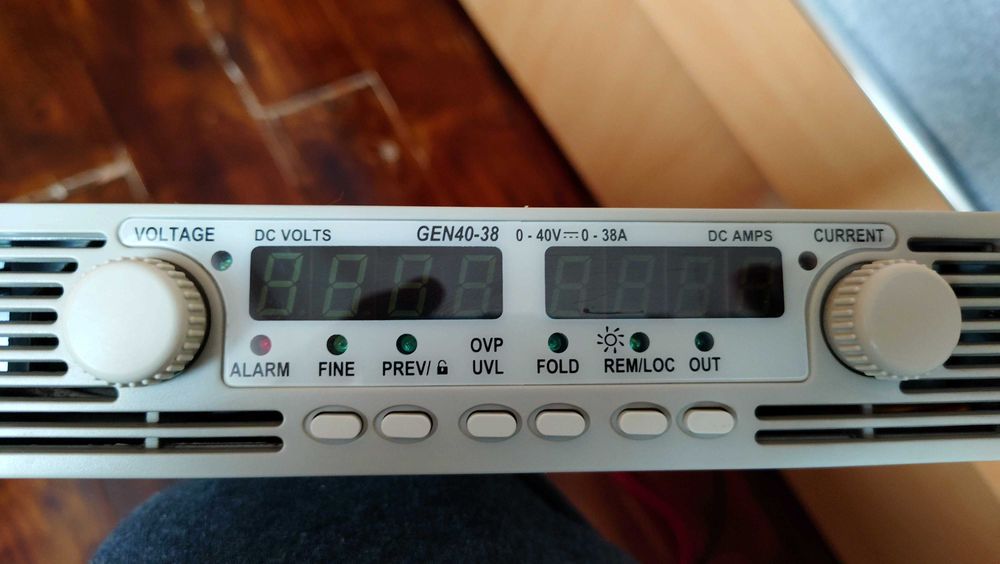 VOLTAGE
DC VOLTS
GEN40-38
0 - 40V⎓0 - 38A
DC AMPS
CURRENT
ALARM
FINE
PREV/
OVP
UVL
FOLD
REM/LOC
OUT